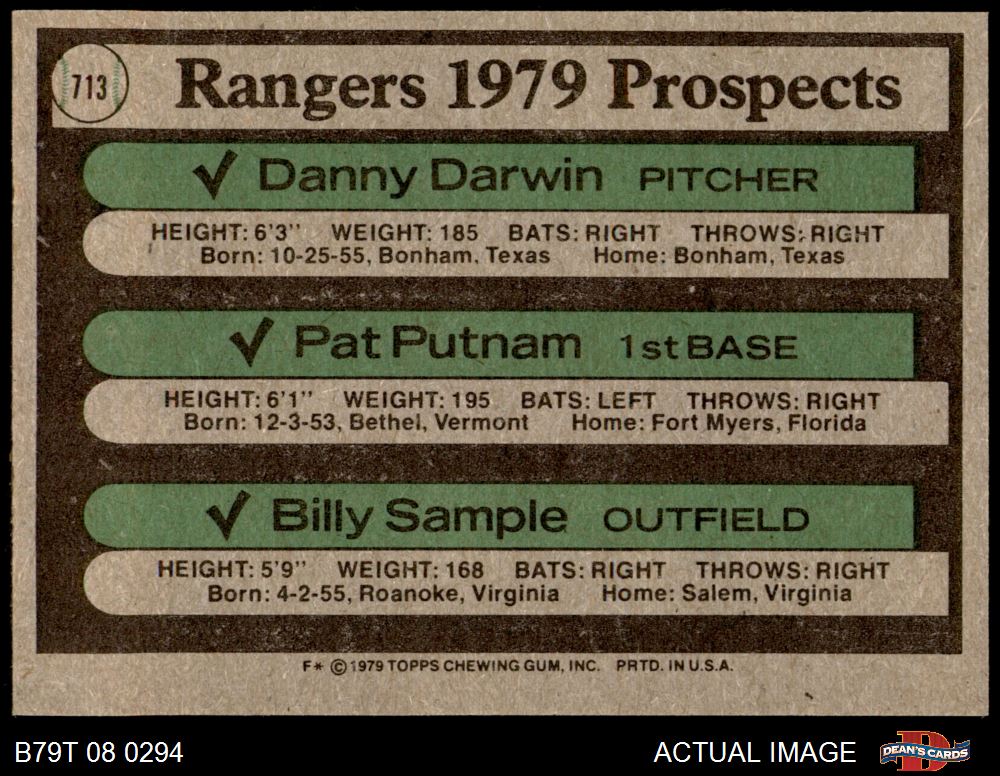 713
Rangers 1979 Prospects
✓ Danny Darwin PITCHER
HEIGHT: 6'3" WEIGHT: 185 BATS: RIGHT THROWS: RIGHT
Born: 10-25-55, Bonham, Texas Home: Bonham, Texas
✓ Pat Putnam 1st BASE
HEIGHT: 6'1" WEIGHT: 195 BATS: LEFT THROWS: RIGHT
Born: 12-3-53, Bethel, Vermont Home: Fort Myers, Florida
✓ Billy Sample OUTFIELD
HEIGHT: 5'9" WEIGHT: 168 BATS: RIGHT THROWS: RIGHT
Born: 4-2-55, Roanoke, Virginia Home: Salem, Virginia
F* © 1979 TOPPS CHEWING GUM, INC. PRTD. IN U.S.A.
B79T 08 0294 ACTUAL IMAGE DEAN'S CARDS